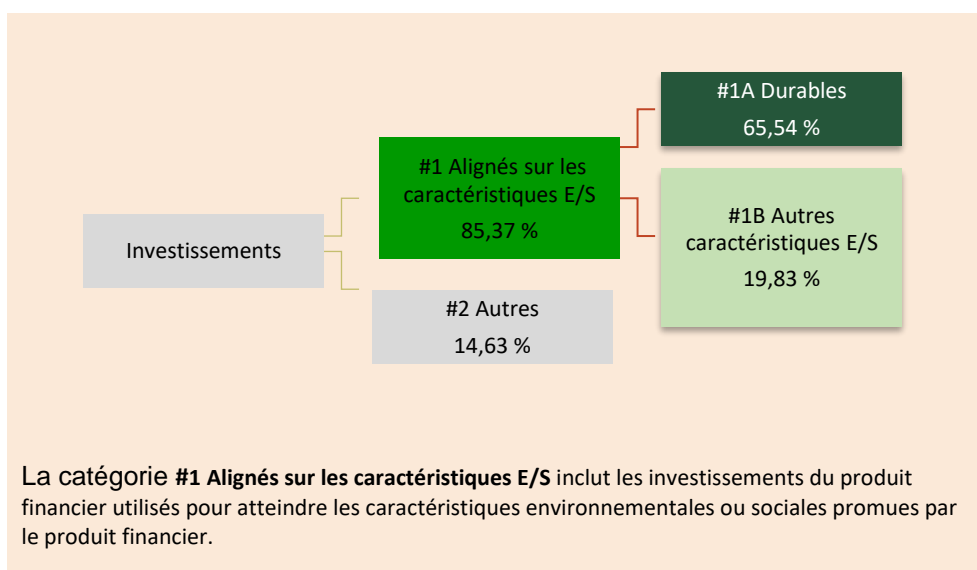 #1A Durables
65,54 %
#1 Alignés sur les
caractéristiques E/S
85,37 %
#1B Autres
caractéristiques E/S
19,83 %
Investissements
#2 Autres
14,63 %
La catégorie #1 Alignés sur les caractéristiques E/S inclut les investissements du produit
financier utilisés pour atteindre les caractéristiques environnementales ou sociales promues par
le produit financier.